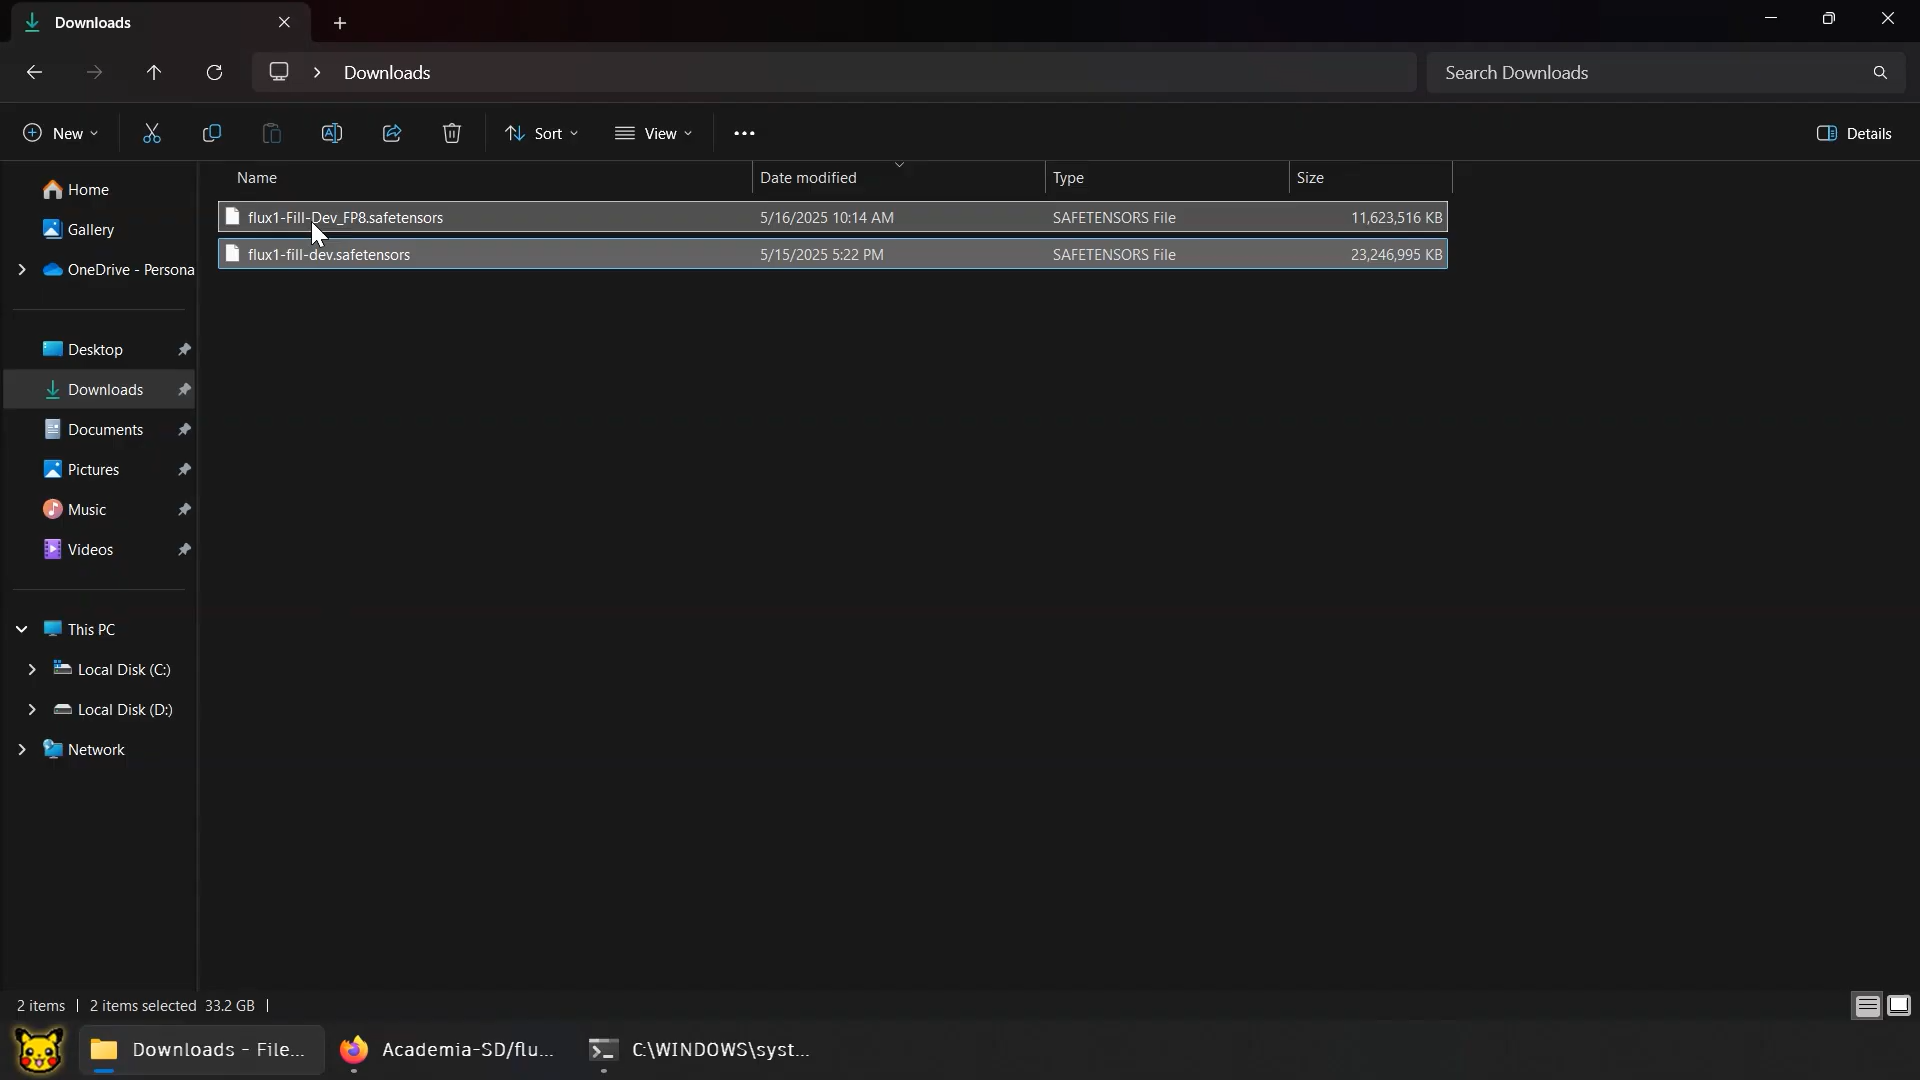 Downloads
Downloads
Search Downloads
New
Sort
View
Details
Name Date modified Type Size
flux1-Fill-Dev_FP8.safetensors 5/16/2025 10:14 AM SAFETENSORS File 11,623,516 KB
flux1-fill-dev.safetensors 5/15/2025 5:22 PM SAFETENSORS File 23,246,995 KB
Home
Gallery
OneDrive - Persona
Desktop
Downloads
Documents
Pictures
Music
Videos
This PC
Local Disk (C:)
Local Disk (D:)
Network
2 items 2 items selected 33.2 GB
Downloads - File... Academia-SD/flu... C:\WINDOWS\syst...